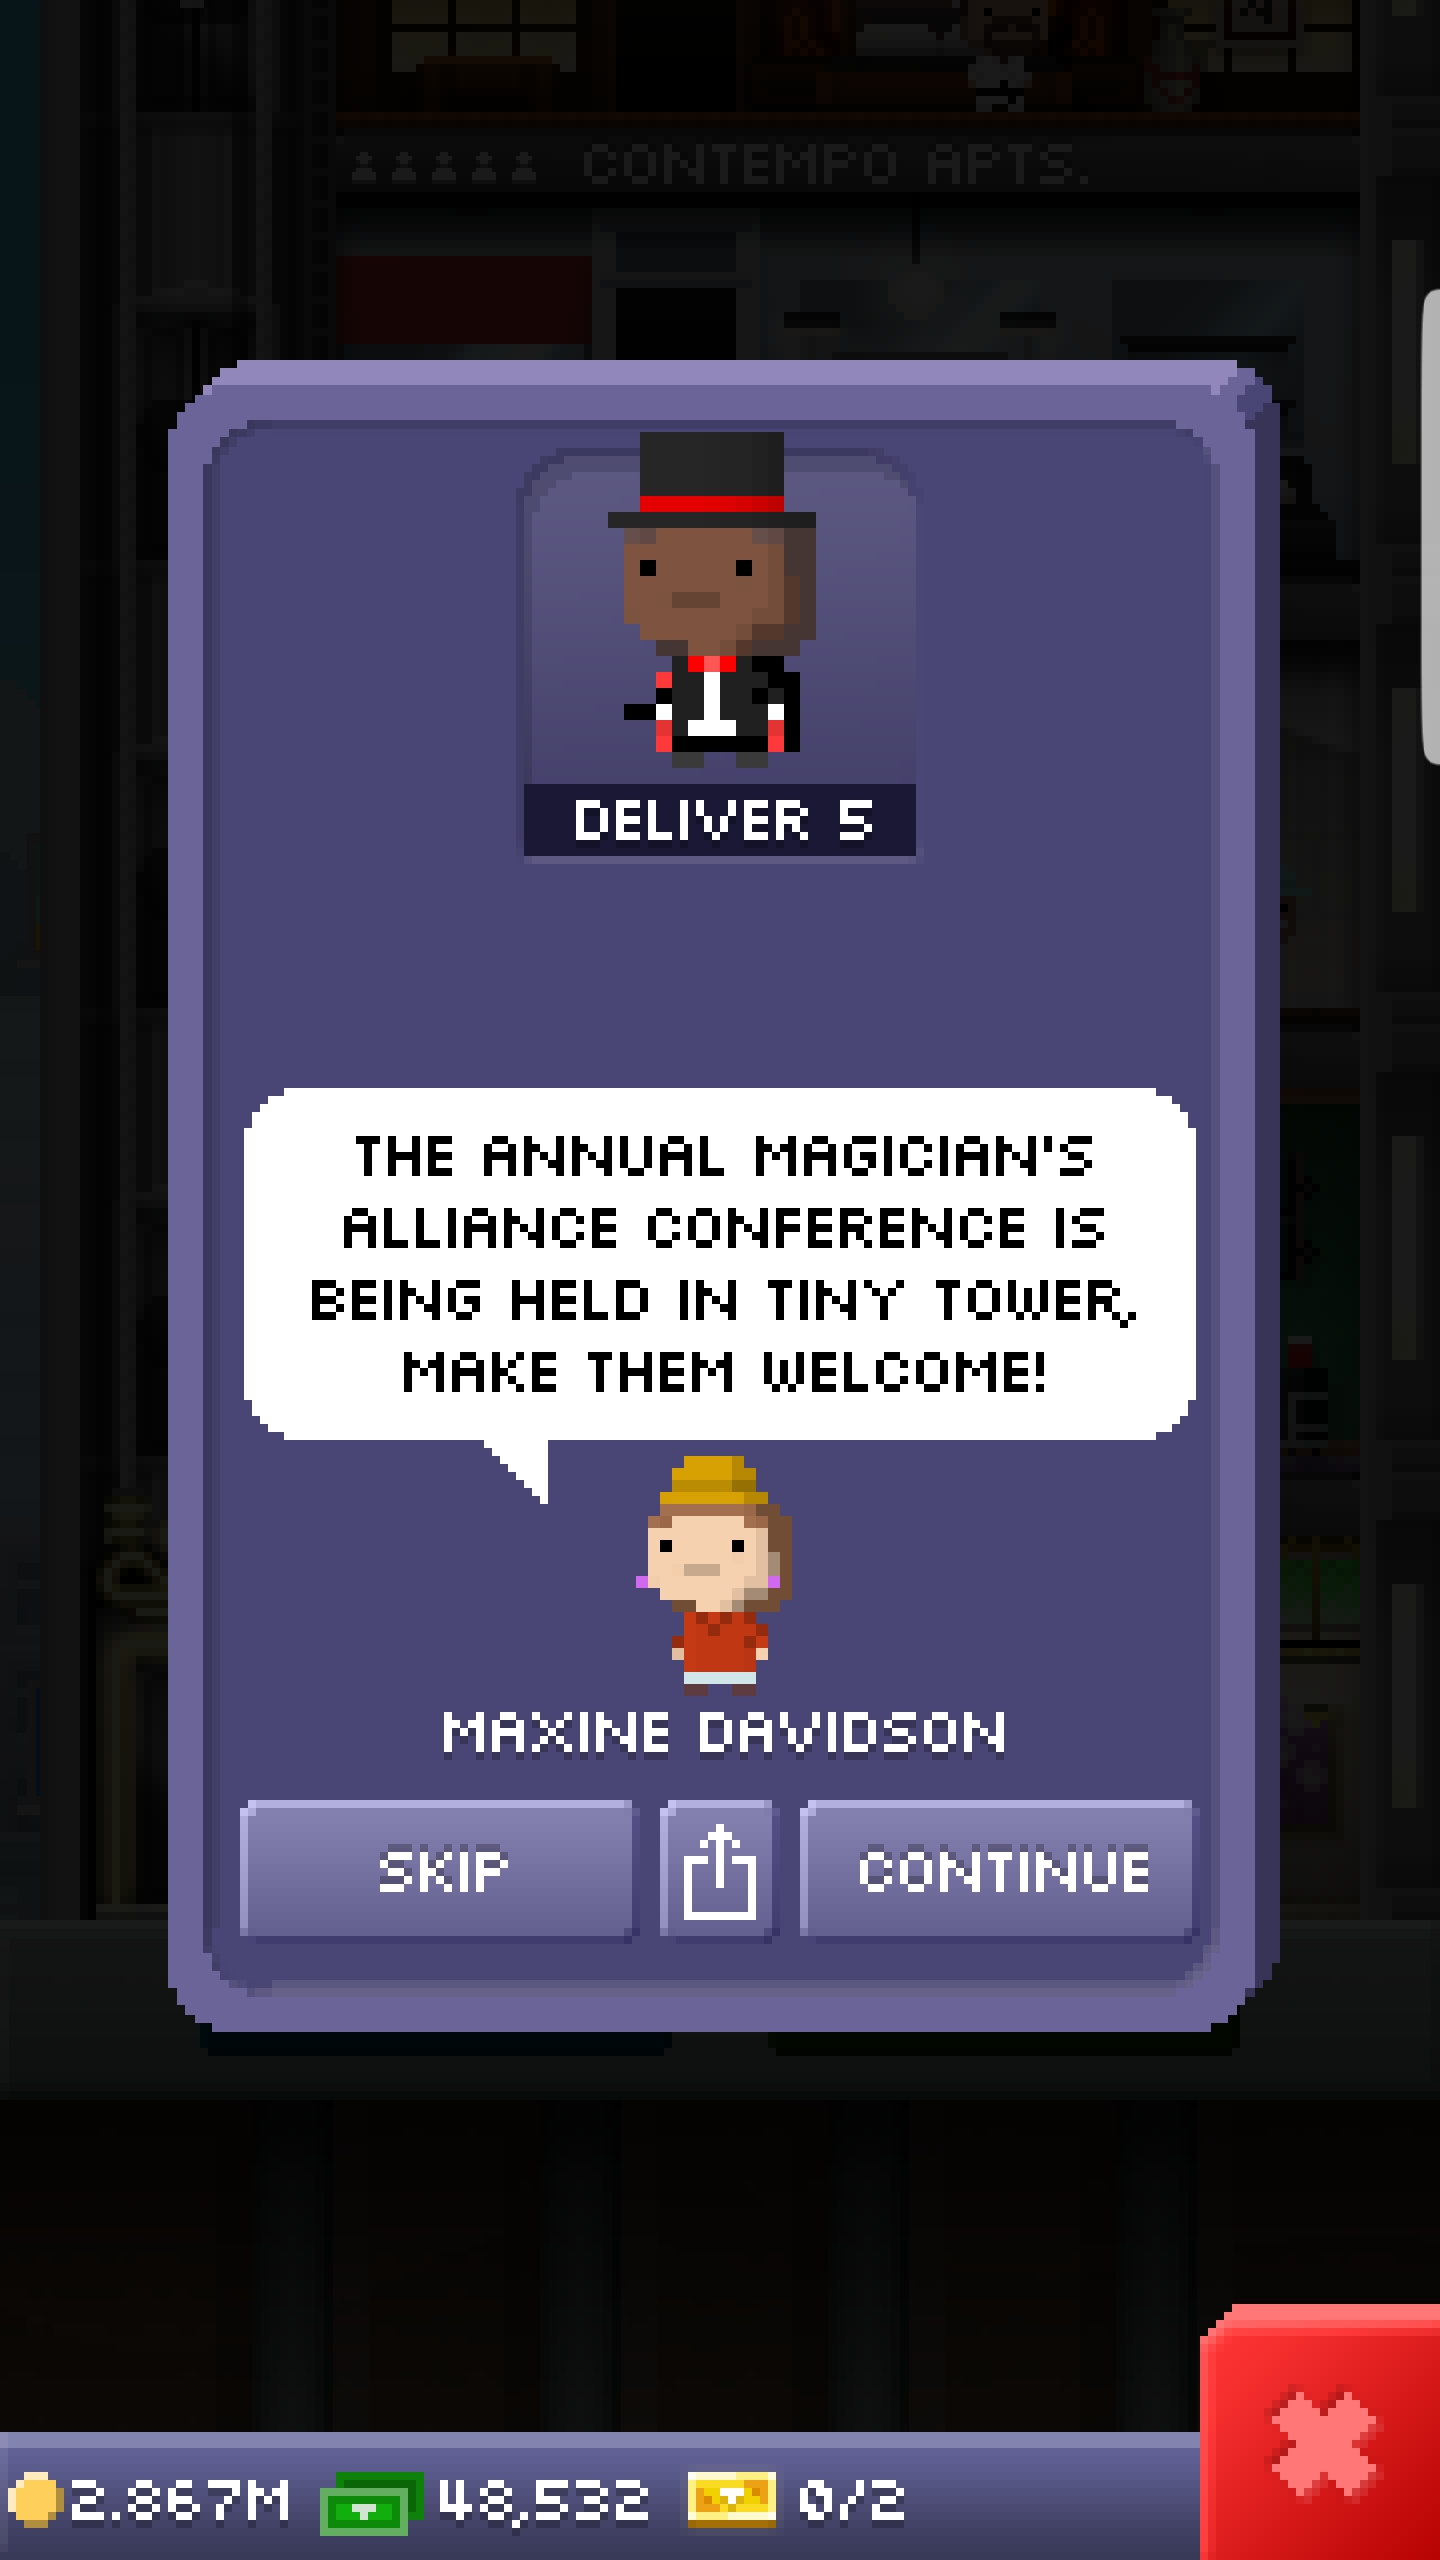 CONTEMPO APTS.
DELIVER 5
THE ANNUAL MAGICIAN'S
ALLIANCE CONFERENCE IS
BEING HELD IN TINY TOWER,
MAKE THEM WELCOME!
MAXINE DAVIDSON
SKIP
CONTINUE
2.867M 48,532 0/2